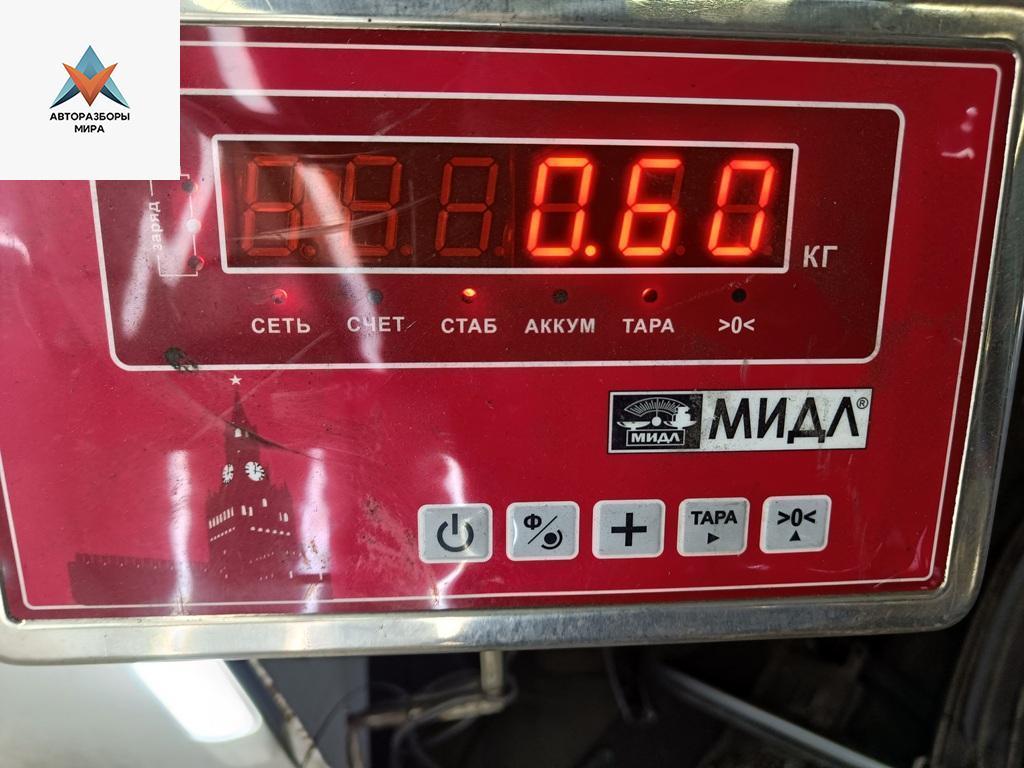 АВТОРАЗБОРЫ
МИРА
заряд
0.60
КГ
СЕТЬ СЧЕТ СТАБ АККУМ ТАРА >0<
МИДЛ МИДЛ®
Ф + ТАРА >0<